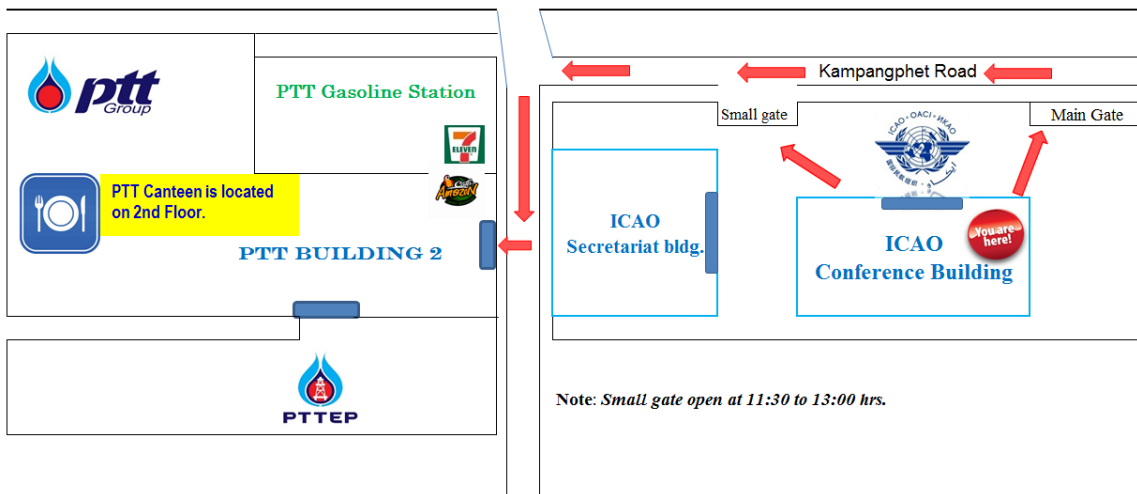 Kampangphet Road
ptt
Group
PTT Gasoline Station
7
ELEVEN
Small gate
ICAO · OACI · ИКАО
Main Gate
PTT Canteen is located
on 2nd Floor.
Café
Amazon
PTT BUILDING 2
ICAO
Secretariat bldg.
You are
here!
ICAO
Conference Building
PTTEP
Note: Small gate open at 11:30 to 13:00 hrs.